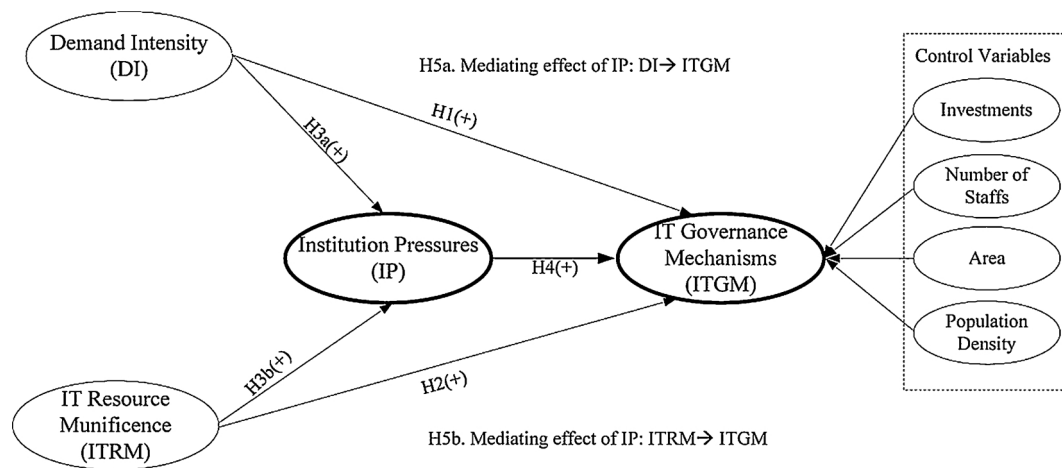 Demand Intensity
(DI)
H5a. Mediating effect of IP: DI→ ITGM
Control Variables
Investments
H1(+)
H3a(+)
Number of
Staffs
Institution Pressures
(IP)
H4(+)
IT Governance
Mechanisms
(ITGM)
Area
Population
Density
H3b(+)
H2(+)
IT Resource
Munificence
(ITRM)
H5b. Mediating effect of IP: ITRM→ ITGM